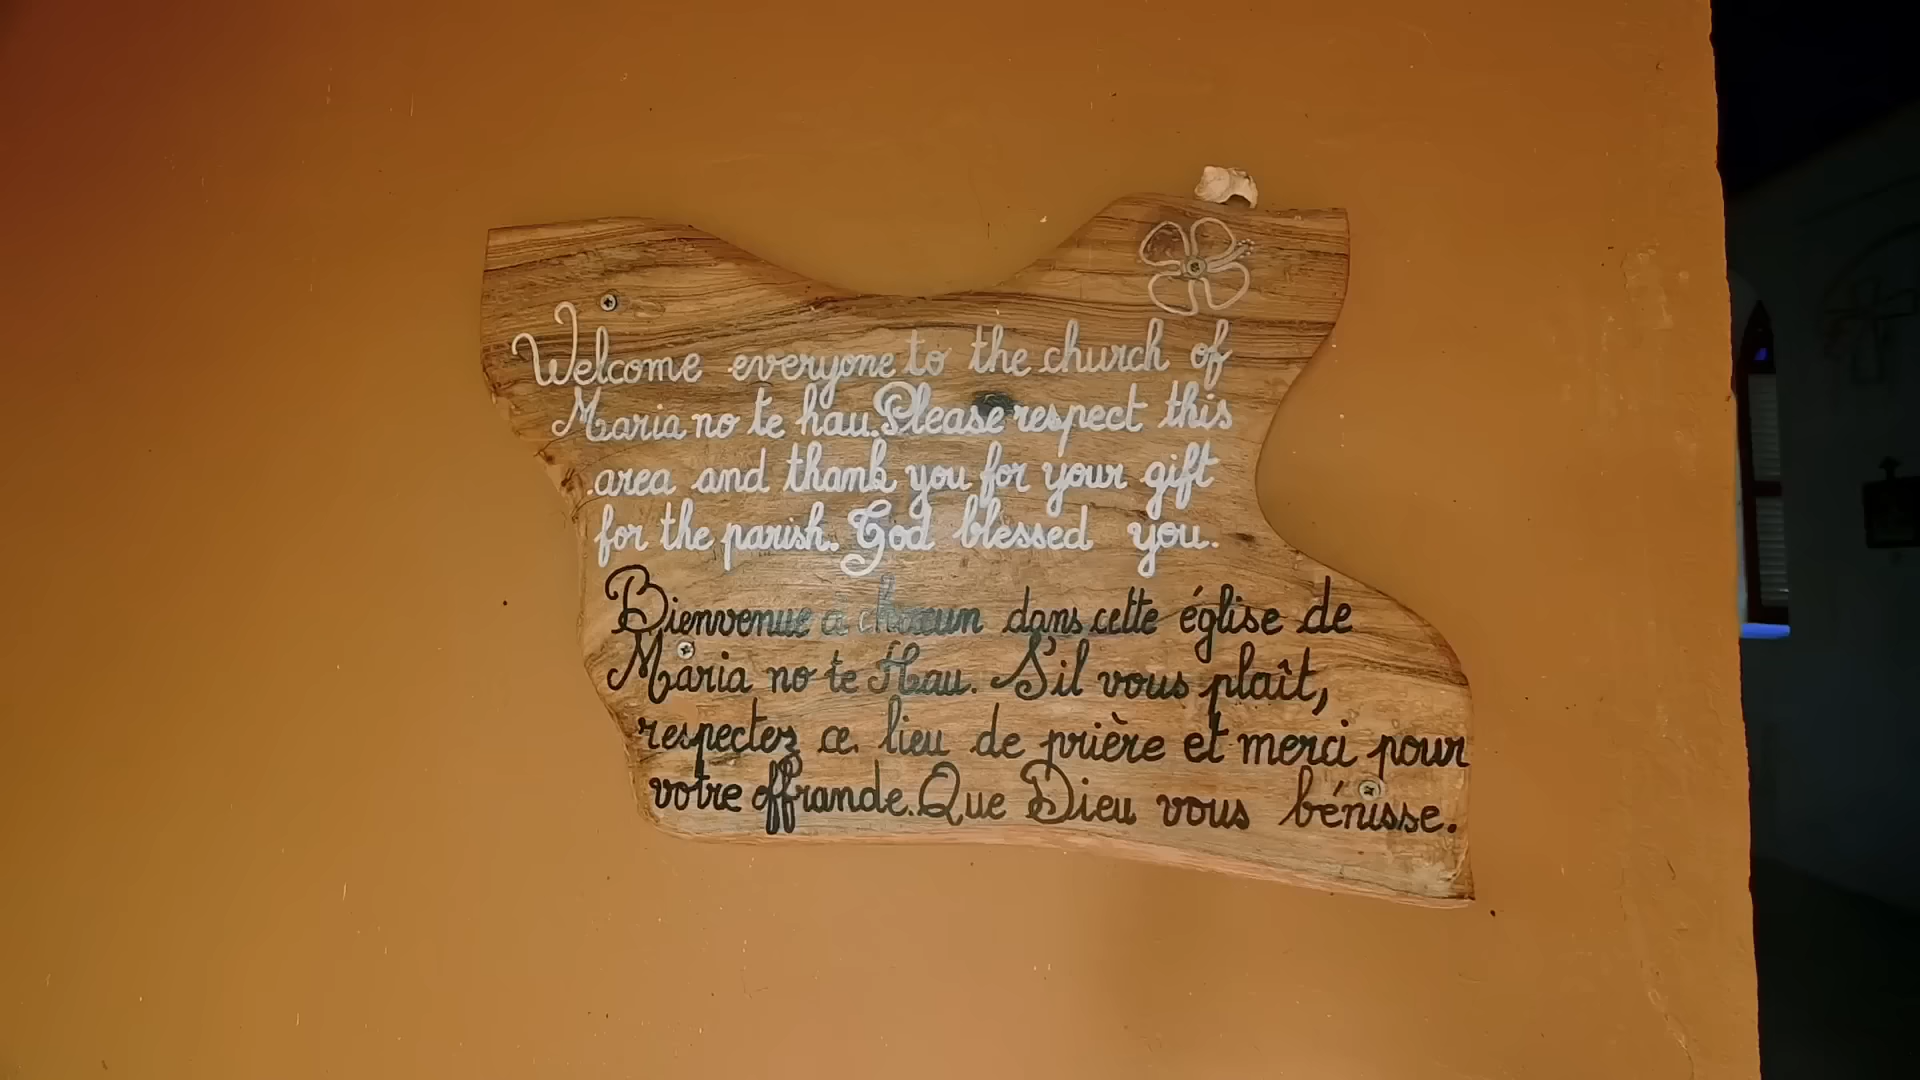 Welcome everyone to the church of
Maria no te hau. Please respect this
area and thank you for your gift
for the parish. God blessed you.
Bienvenue à chacun dans cette église de
Maria no te Hau. S'il vous plaît,
respectez ce lieu de prière et merci pour
votre offrande. Que Dieu vous bénisse.